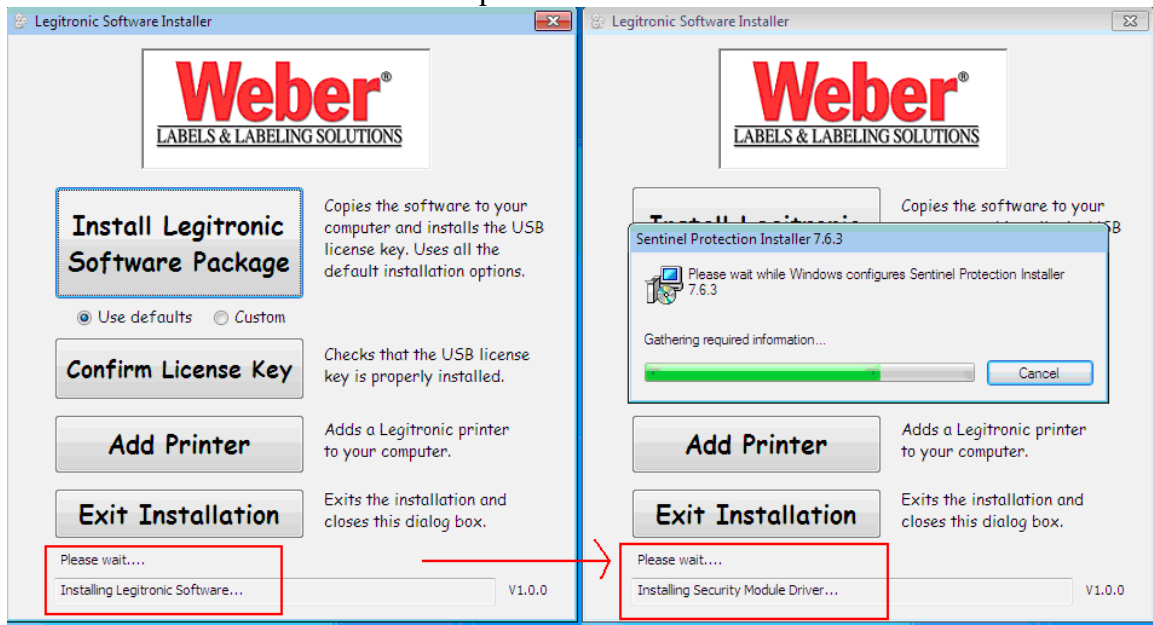 Legitronic Software Installer
Weber®
LABELS & LABELING SOLUTIONS
Install Legitronic
Software Package
Copies the software to your
computer and installs the USB
license key. Uses all the
default installation options.
Use defaults
Custom
Confirm License Key
Checks that the USB license
key is properly installed.
Add Printer
Adds a Legitronic printer
to your computer.
Exit Installation
Exits the installation and
closes this dialog box.
Please wait....
Installing Legitronic Software...
V1.0.0
Legitronic Software Installer
Weber®
LABELS & LABELING SOLUTIONS
Install Legitronic
Copies the software to your
SB
Sentinel Protection Installer 7.6.3
Please wait while Windows configures Sentinel Protection Installer
7.6.3
Gathering required information...
Cancel
Add Printer
Adds a Legitronic printer
to your computer.
Exit Installation
Exits the installation and
closes this dialog box.
Please wait....
Installing Security Module Driver...
V1.0.0